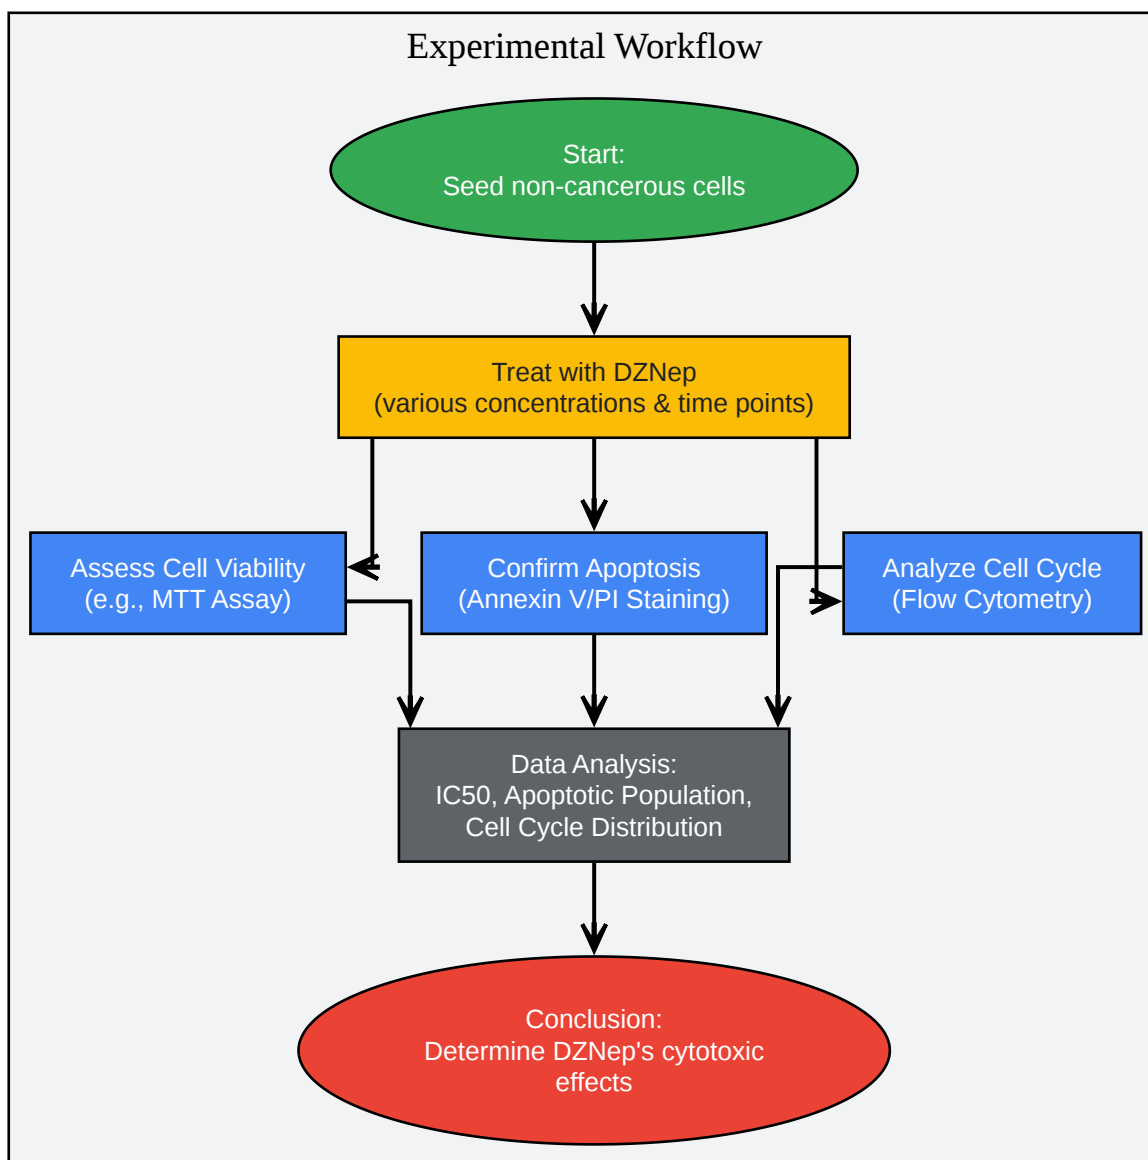 Experimental Workflow
Start:
Seed non-cancerous cells
Treat with DZNep
(various concentrations & time points)
Assess Cell Viability
(e.g., MTT Assay)
Confirm Apoptosis
(Annexin V/PI Staining)
Analyze Cell Cycle
(Flow Cytometry)
Data Analysis:
IC50, Apoptotic Population,
Cell Cycle Distribution
Conclusion:
Determine DZNep's cytotoxic
effects